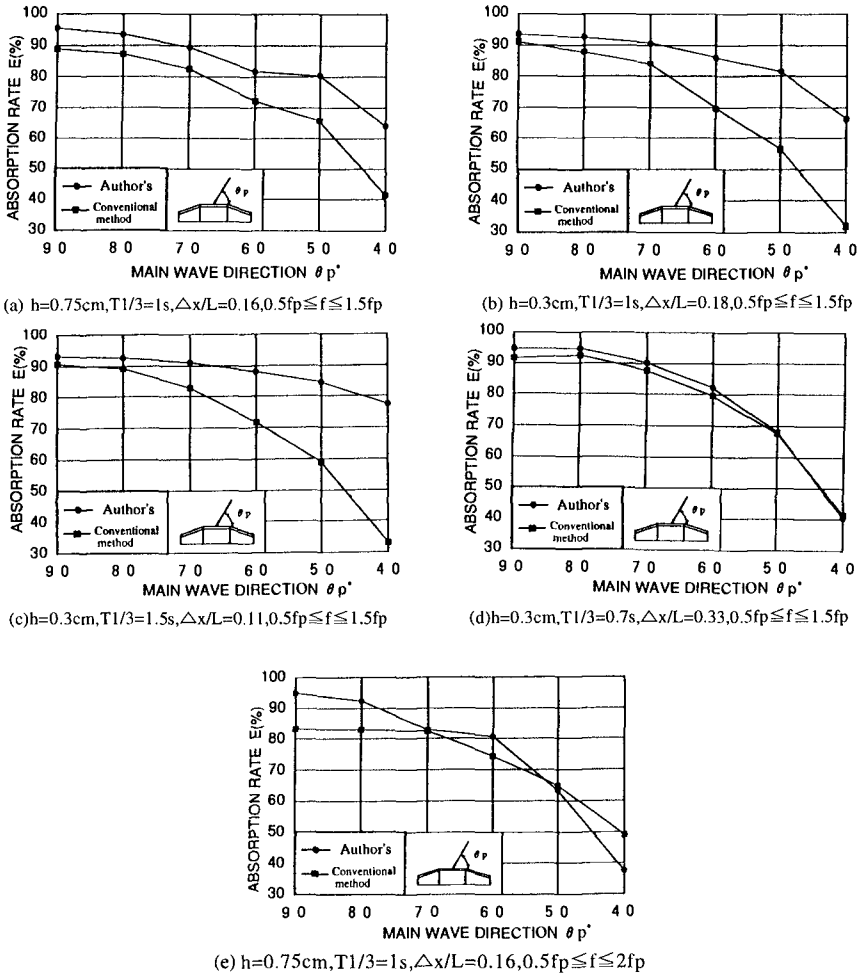 ABSORPTION RATE E(%)
100
90
80
70
60
50
40
30
Author's
Conventional
method
θp
9 0 8 0 7 0 6 0 5 0 4 0
MAIN WAVE DIRECTION θp°
(a) h=0.75cm,T1/3=1s,△x/L=0.16,0.5fp≦f≦1.5fp
ABSORPTION RATE E(%)
100
90
80
70
60
50
40
30
Author's
Conventional
method
θp
9 0 8 0 7 0 6 0 5 0 4 0
MAIN WAVE DIRECTION θp°
(b) h=0.3cm,T1/3=1s,△x/L=0.18,0.5fp≦f≦1.5fp
ABSORPTION RATE E(%)
100
90
80
70
60
50
40
30
Author's
Conventional
method
θp
9 0 8 0 7 0 6 0 5 0 4 0
MAIN WAVE DIRECTION θp°
(c)h=0.3cm,T1/3=1.5s,△x/L=0.11,0.5fp≦f≦1.5fp
ABSORPTION RATE E(%)
100
90
80
70
60
50
40
30
Author's
Conventional
method
θp
9 0 8 0 7 0 6 0 5 0 4 0
MAIN WAVE DIRECTION θp°
(d)h=0.3cm,T1/3=0.7s,△x/L=0.33,0.5fp≦f≦1.5fp
ABSORPTION RATE E(%)
100
90
80
70
60
50
40
30
Author's
Conventional
method
θp
9 0 8 0 7 0 6 0 5 0 4 0
MAIN WAVE DIRECTION θp°
(e) h=0.75cm,T1/3=1s,△x/L=0.16,0.5fp≦f≦2fp